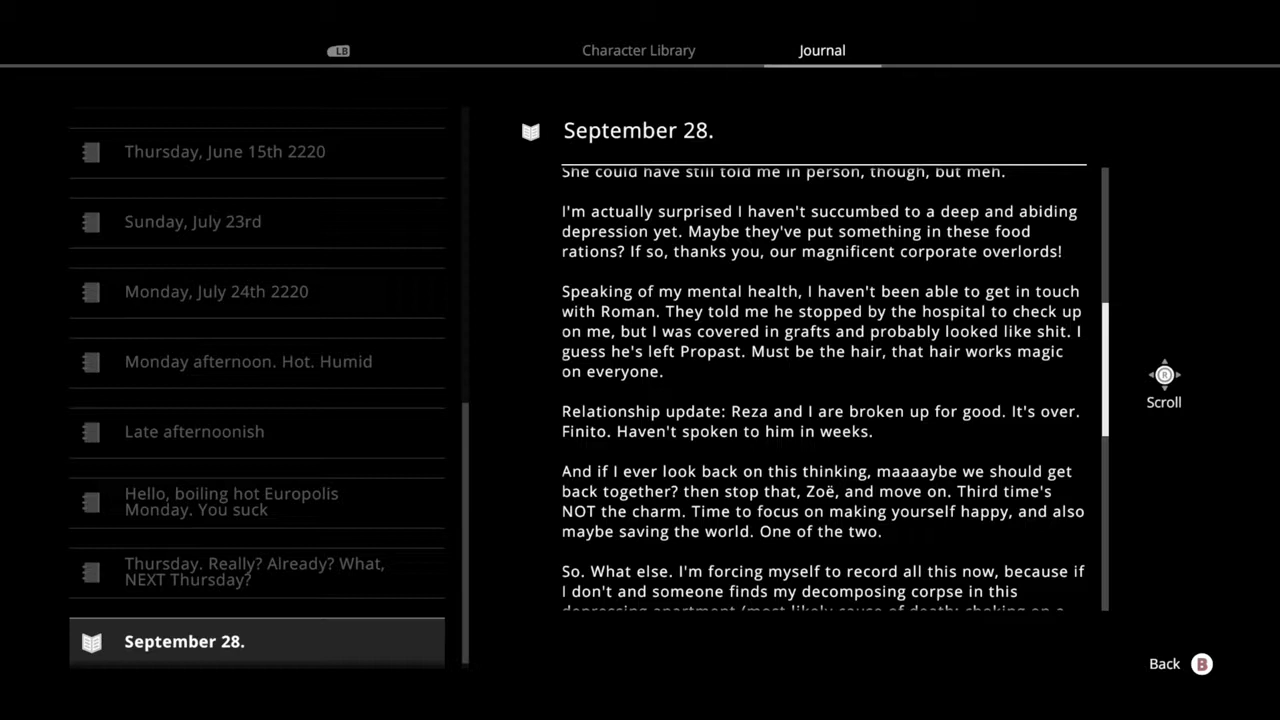 LB
Character Library
Journal
Thursday, June 15th 2220
Sunday, July 23rd
Monday, July 24th 2220
Monday afternoon. Hot. Humid
Late afternoonish
Hello, boiling hot Europolis
Monday. You suck
Thursday. Really? Already? What,
NEXT Thursday?
September 28.
September 28.
She could have still told me in person, though, but meh.
I'm actually surprised I haven't succumbed to a deep and abiding
depression yet. Maybe they've put something in these food
rations? If so, thanks you, our magnificent corporate overlords!
Speaking of my mental health, I haven't been able to get in touch
with Roman. They told me he stopped by the hospital to check up
on me, but I was covered in grafts and probably looked like shit. I
guess he's left Propast. Must be the hair, that hair works magic
on everyone.
Relationship update: Reza and I are broken up for good. It's over.
Finito. Haven't spoken to him in weeks.
And if I ever look back on this thinking, maaaaybe we should get
back together? then stop that, Zoë, and move on. Third time's
NOT the charm. Time to focus on making yourself happy, and also
maybe saving the world. One of the two.
So. What else. I'm forcing myself to record all this now, because if
I don't and someone finds my decomposing corpse in this
depressing apartment (most likely cause of death: choking on a
R
Scroll
Back B